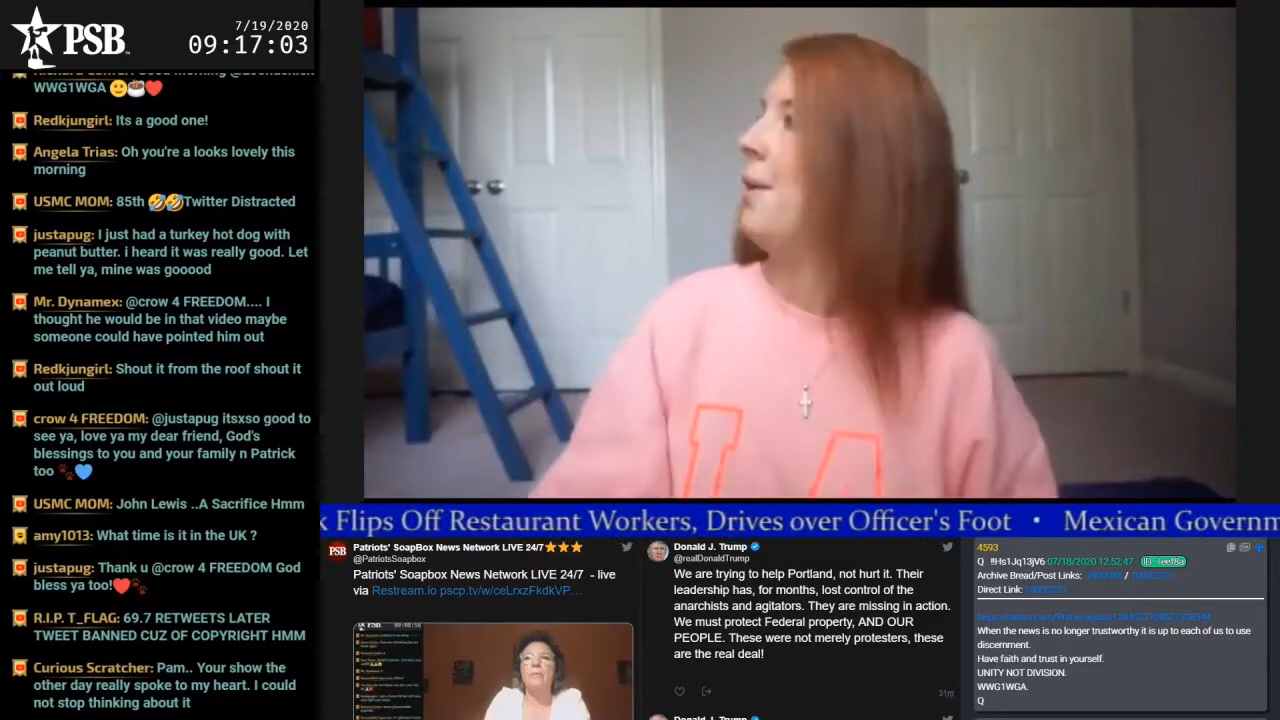 PSB
7/19/2020
09:17:03
WWG1WGA 🙂☕❤️
Redkjungirl: Its a good one!
Angela Trias: Oh you're a looks lovely this
morning
USMC MOM: 85th 🤣🤣Twitter Distracted
justapug: I just had a turkey hot dog with
peanut butter. i heard it was really good. Let
me tell ya, mine was gooood
Mr. Dynamex: @crow 4 FREEDOM.... I
thought he would be in that video maybe
someone could have pointed him out
Redkjungirl: Shout it from the roof shout it
out loud
crow 4 FREEDOM: @justapug itsxso good to
see ya, love ya my dear friend, God's
blessings to you and your family n Patrick
too 🐾💙
USMC MOM: John Lewis ..A Sacrifice Hmm
amy1013: What time is it in the UK ?
justapug: Thank u @crow 4 FREEDOM God
bless ya too!❤️🐾
R.I.P. T_FLAG: 69.7 RETWEETS LATER
TWEET BANNED CUZ OF COPYRIGHT HMM
Curious Scratcher: Pam.. Your show the
other day really spoke to my heart. I could
not stop thinking about it
LA
k Flips Off Restaurant Workers, Drives over Officer's Foot • Mexican Governm
PSB
Patriots' SoapBox News Network LIVE 24/7⭐⭐⭐
@PatriotsSoapbox
Patriots' SoapBox News Network LIVE 24/7 - live
via Restream.io pscp.tv/w/ceLrxzFkdkVP…
Donald J. Trump
@realDonaldTrump
We are trying to help Portland, not hurt it. Their
leadership has, for months, lost control of the
anarchists and agitators. They are missing in action.
We must protect Federal property, AND OUR
PEOPLE. These were not merely protesters, these
are the real deal!
31m
Donald J. Trump
4593
Q !!Hs1Jq13jV6 07/18/2020 12:52:47 ID: 1eef8a
Archive Bread/Post Links: /
Direct Link:
When the news is no longer trustworthy it is up to each of us to use
discernment.
Have faith and trust in yourself.
UNITY NOT DIVISION.
WWG1WGA.
Q